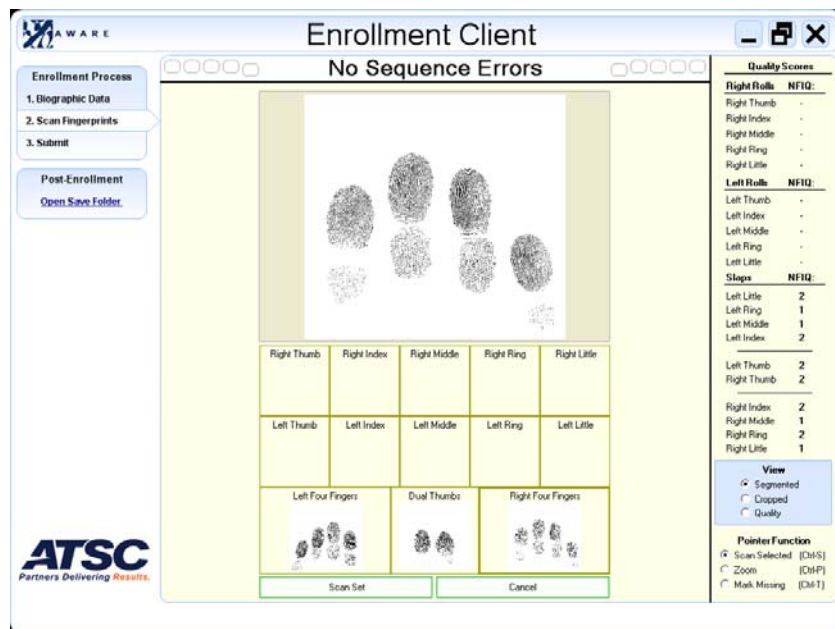 AWARE
Enrollment Client
Enrollment Process
1. Biographic Data
2. Scan Fingerprints
3. Submit
Post-Enrollment
Open Save Folder
ATSC
Partners Delivering Results.
No Sequence Errors
Right Thumb Right Index Right Middle Right Ring Right Little
Left Thumb Left Index Left Middle Left Ring Left Little
Left Four Fingers Dual Thumbs Right Four Fingers
Scan Set Cancel
Quality Scores
Right Rolls NFIQ:
Right Thumb -
Right Index -
Right Middle -
Right Ring -
Right Little -
Left Rolls NFIQ:
Left Thumb -
Left Index -
Left Middle -
Left Ring -
Left Little -
Slaps NFIQ:
Left Little 2
Left Ring 1
Left Middle 1
Left Index 2
Left Thumb 2
Right Thumb 2
Right Index 2
Right Middle 1
Right Ring 2
Right Little 1
View
Segmented
Cropped
Quality
Pointer Function
Scan Selected (Ctrl-S)
Zoom (Ctrl-P)
Mark Missing (Ctrl-T)